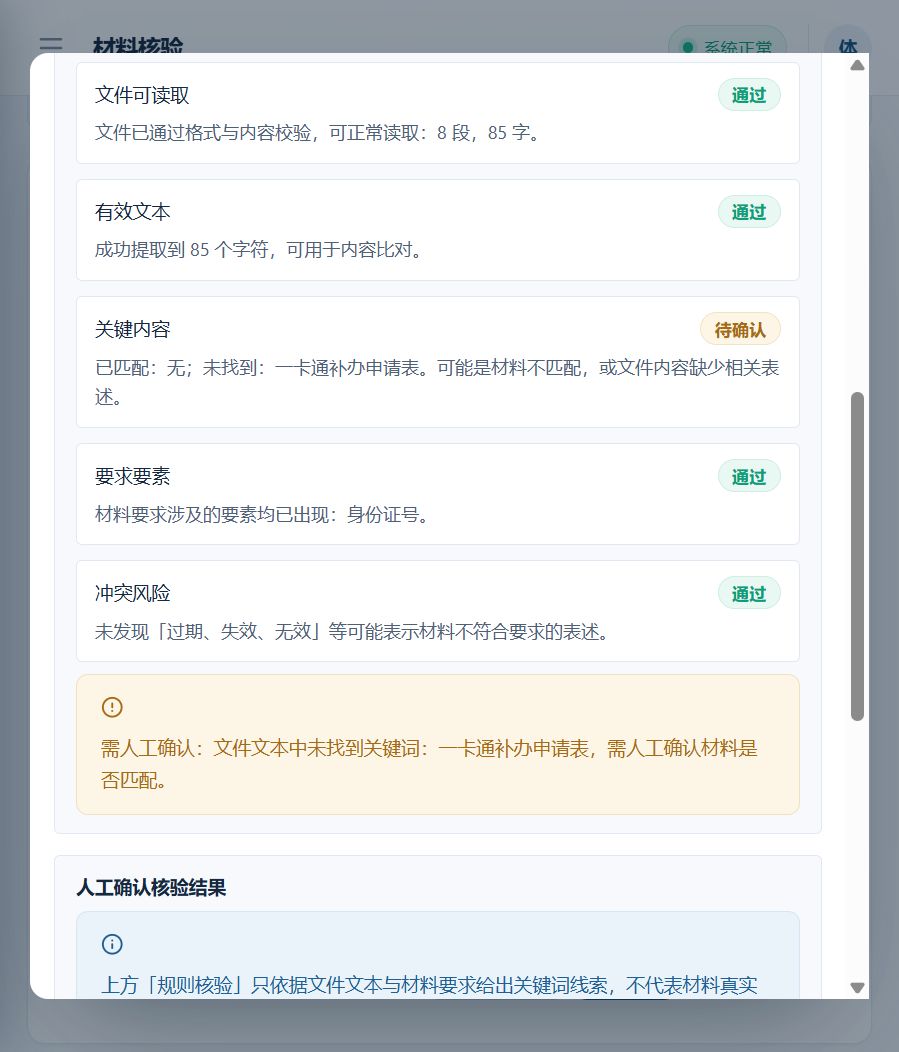 材料核验
系统正常
体
文件可读取
通过
文件已通过格式与内容校验，可正常读取：8 段，85 字。
有效文本
通过
成功提取到 85 个字符，可用于内容比对。
关键内容
待确认
已匹配：无；未找到：一卡通补办申请表。可能是材料不匹配，或文件内容缺少相关表
述。
要求要素
通过
材料要求涉及的要素均已出现：身份证号。
冲突风险
通过
未发现「过期、失效、无效」等可能表示材料不符合要求的表述。
需人工确认：文件文本中未找到关键词：一卡通补办申请表，需人工确认材料是
否匹配。
人工确认核验结果
上方「规则核验」只依据文件文本与材料要求给出关键词线索，不代表材料真实